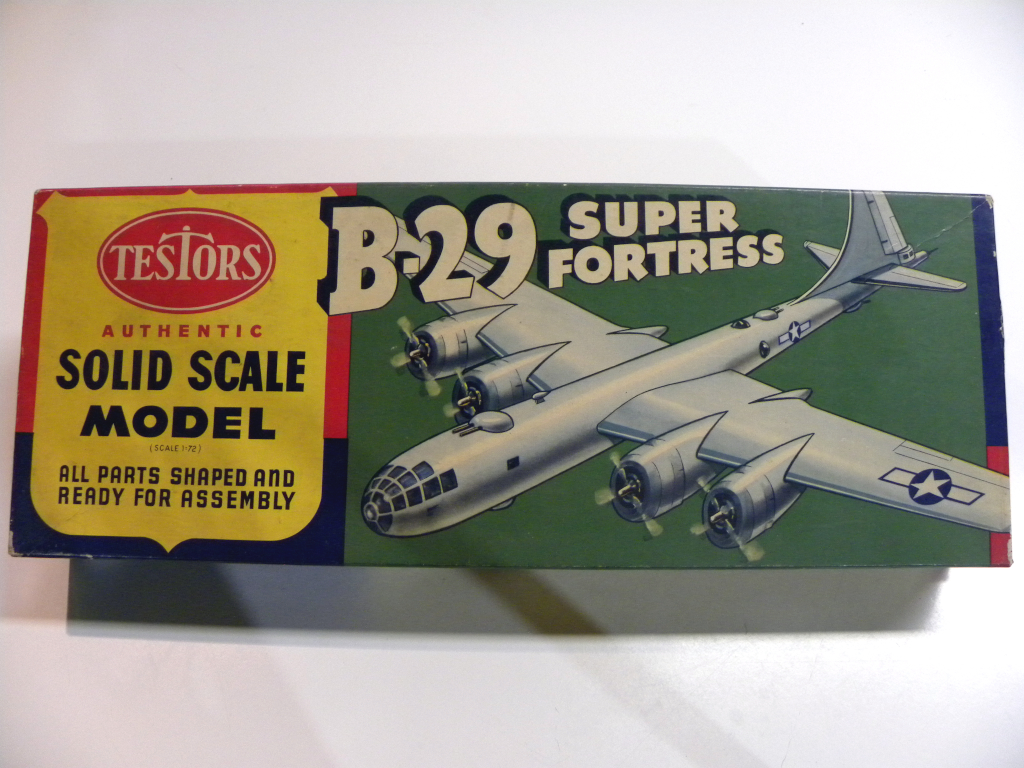 TESTORS
AUTHENTIC
SOLID SCALE
MODEL
(SCALE 1-72)
ALL PARTS SHAPED AND
READY FOR ASSEMBLY
B-29
SUPER
FORTRESS